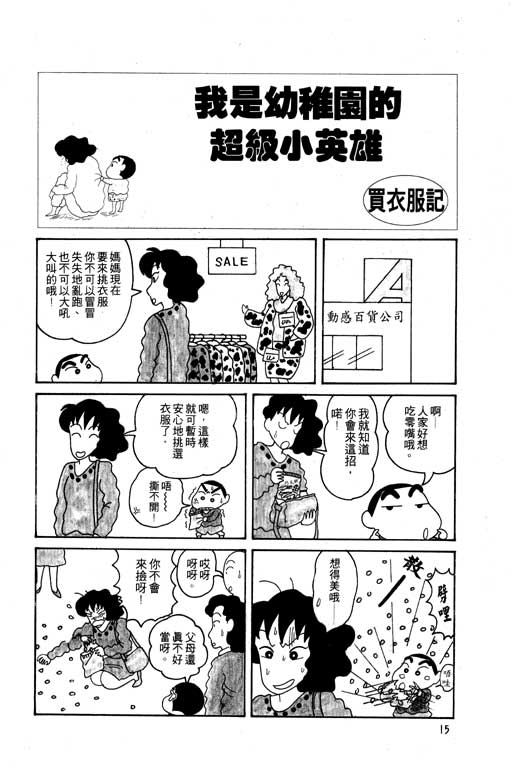 我是幼稚園的
超級小英雄
買衣服記
動感百貨公司
SALE
媽媽現在
要來挑衣服
你不可以冒冒
失失地亂跑、
也不可以大吼
大叫的哦！
啊──
人家好想
吃零嘴哦。
我就知道
你會來這招，
喏！
嗯，這樣
就可暫時
安心地挑選
衣服了．
唔～
撕不開！
劈哩
啪啦
想得美哦
哎呀
呀。
父母還
真不好
當呀。
你不會
來撿呀！
15